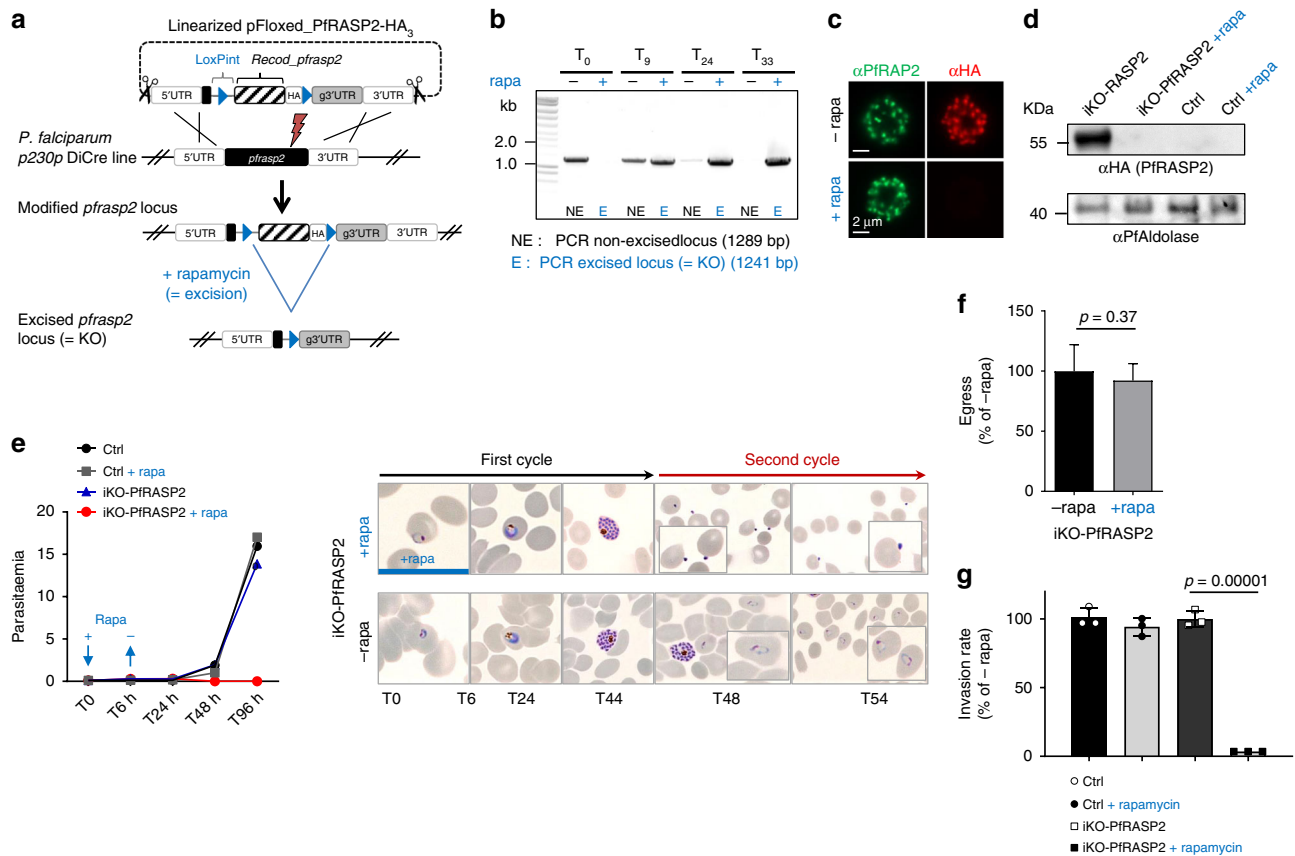 a
Linearized pFloxed_PfRASP2-HA3
LoxPint
Recod_pfrasp2
5′UTR
HA
g3′UTR
3′UTR
P. falciparum
p230p DiCre line
5′UTR
pfrasp2
3′UTR
Modified pfrasp2 locus
5′UTR
HA
g3′UTR
3′UTR
+ rapamycin
(= excision)
Excised pfrasp2
locus (= KO)
5′UTR
g3′UTR
b
T0 T9 T24 T33
rapa − + − + − + − +
kb
2.0
1.0
NE E NE E NE E NE E
NE : PCR non-excisedlocus (1289 bp)
E : PCR excised locus (= KO) (1241 bp)
c
αPfRAP2 αHA
– rapa
+ rapa
2 μm
d
iKO-RASP2
iKO-PfRASP2 +rapa
Ctrl
Ctrl +rapa
KDa
55
αHA (PfRASP2)
40
αPfAldolase
e
Ctrl
Ctrl + rapa
iKO-PfRASP2
iKO-PfRASP2 + rapa
Parasitaemia
20
15
10
5
0
Rapa
+ −
T0
T6 h
T24 h
T48 h
T96 h
First cycle
Second cycle
iKO-PfRASP2
+rapa
+rapa
−rapa
T0 T6 T24 T44 T48 T54
f
p = 0.37
Egress
(% of –rapa)
150
100
50
0
–rapa +rapa
iKO-PfRASP2
g
p = 0.00001
Invasion rate
(% of – rapa)
100
50
0
Ctrl
Ctrl + rapamycin
iKO-PfRASP2
iKO-PfRASP2 + rapamycin